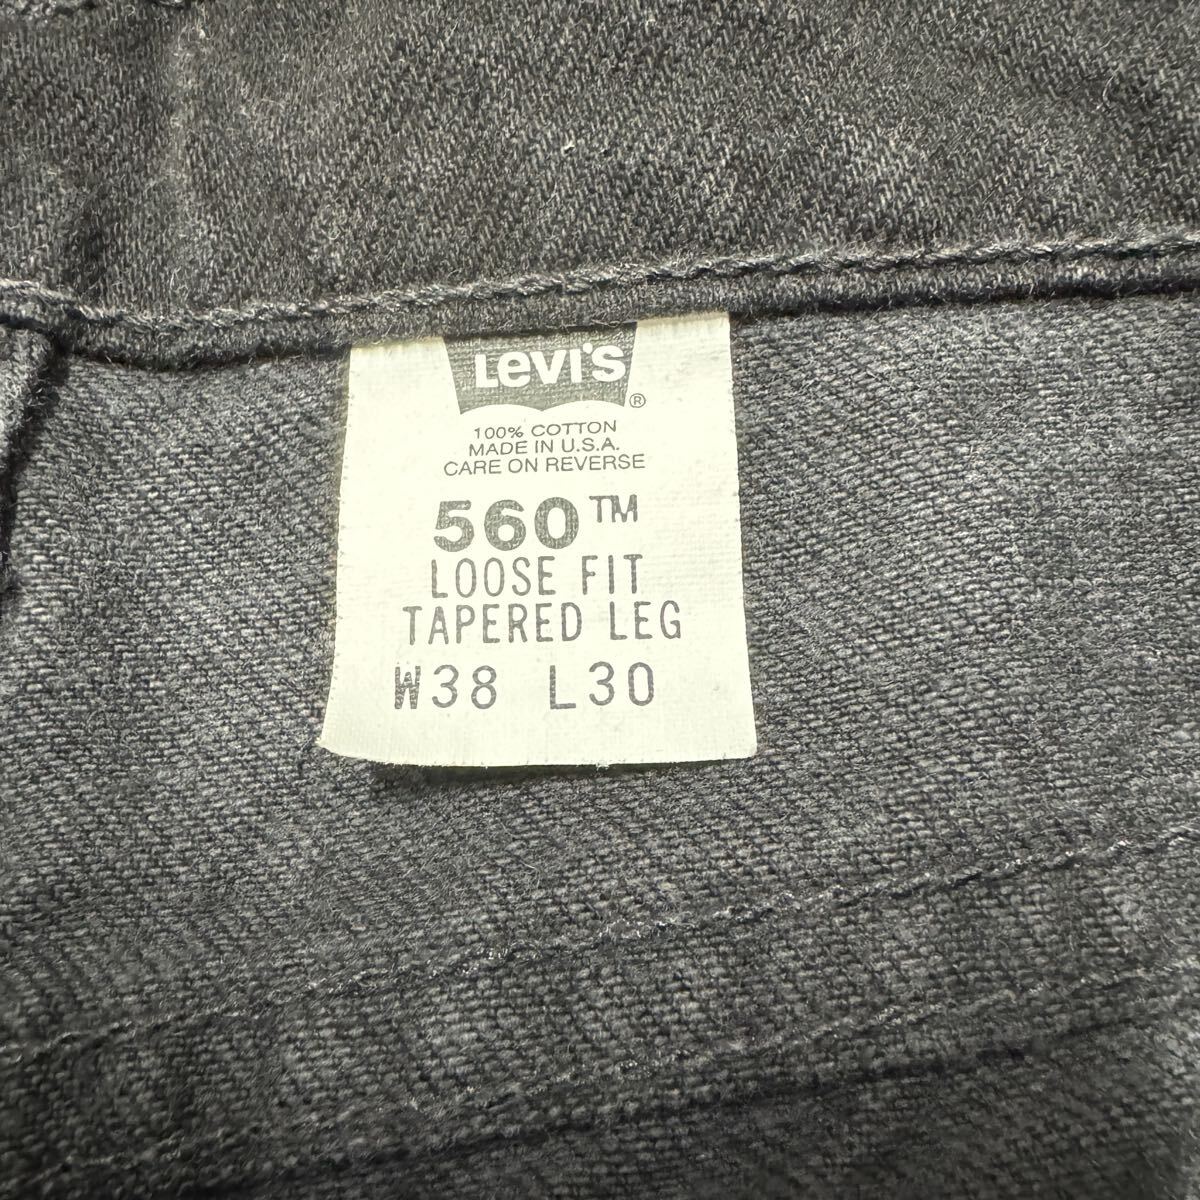 Levi's ®
100% COTTON
MADE IN U.S.A.
CARE ON REVERSE
560™
LOOSE FIT
TAPERED LEG
W38 L30